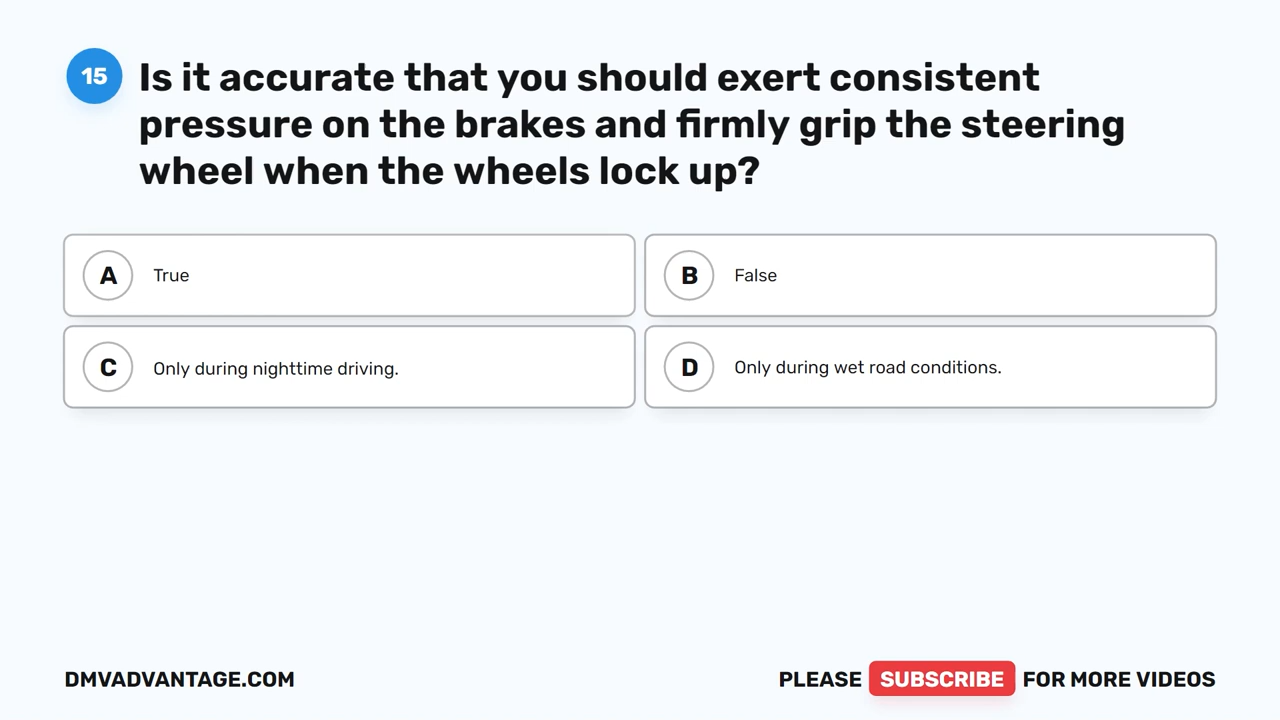 15
Is it accurate that you should exert consistent
pressure on the brakes and firmly grip the steering
wheel when the wheels lock up?
A True
B False
C Only during nighttime driving.
D Only during wet road conditions.
DMVADVANTAGE.COM
PLEASE SUBSCRIBE FOR MORE VIDEOS